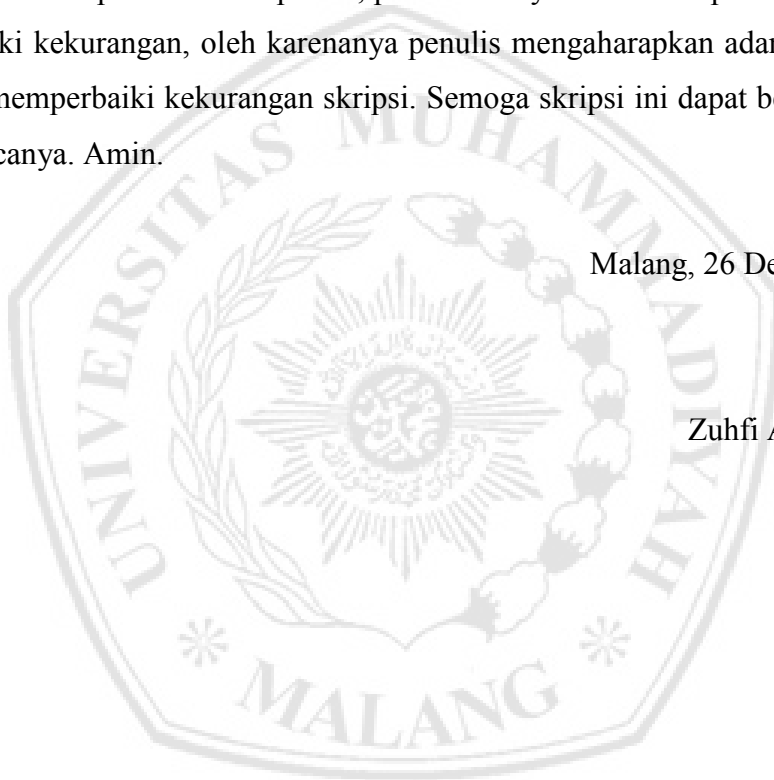 ki kekurangan, oleh karenanya penulis mengaharapkan adar
memperbaiki kekurangan skripsi. Semoga skripsi ini dapat be
canya. Amin.
UNIVERSITAS MUHAMMADIYAH
Malang, 26 De
Zuhfi A
MALANG